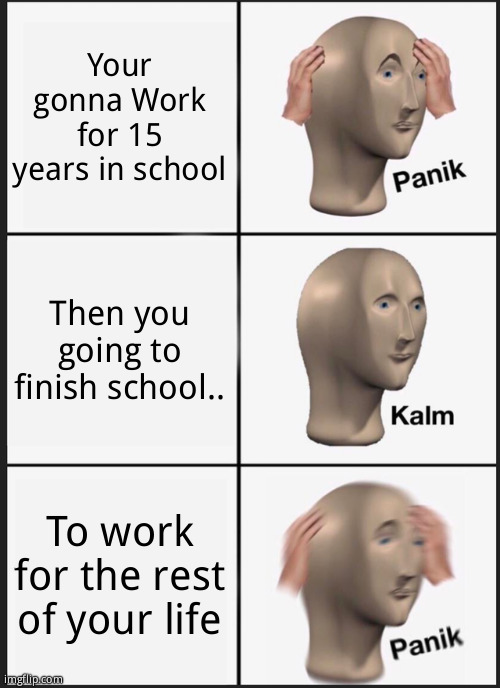 Your
gonna Work
for 15
years in school
Panik
Then you
going to
finish school..
Kalm
To work
for the rest
of your life
Panik
imgflip.com